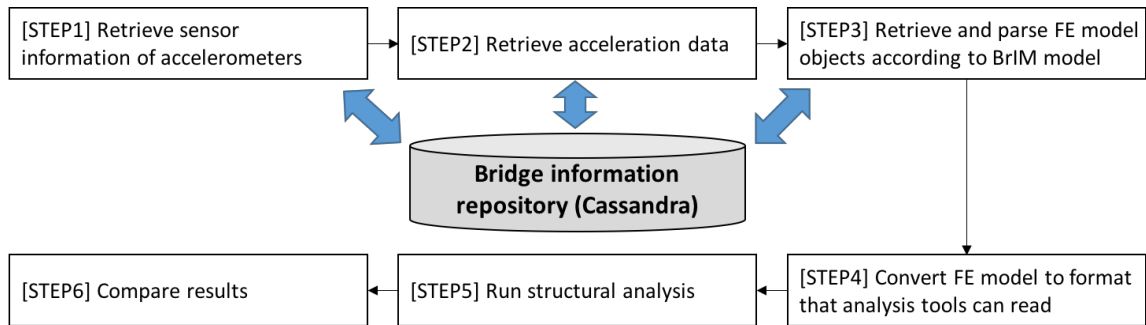 [STEP1] Retrieve sensor
information of accelerometers
[STEP2] Retrieve acceleration data
[STEP3] Retrieve and parse FE model
objects according to BrIM model
Bridge information
repository (Cassandra)
[STEP6] Compare results
[STEP5] Run structural analysis
[STEP4] Convert FE model to format
that analysis tools can read